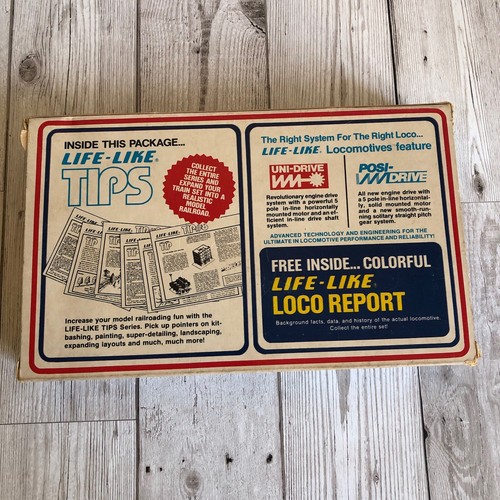 INSIDE THIS PACKAGE...
LIFE-LIKE®
TIPS
COLLECT
THE ENTIRE
SERIES AND
EXPAND YOUR
TRAIN SET INTO
A REALISTIC
MODEL
RAILROAD.
Increase your model railroading fun with the
LIFE-LIKE TIPS Series. Pick up pointers on kit-
bashing, painting, super-detailing, landscaping,
expanding layouts and much, much more!
The Right System For The Right Loco...
LIFE-LIKE® Locomotives feature
UNI-DRIVE
Revolutionary engine drive
system with a powerful 5
pole in-line horizontally
mounted motor and an ef-
ficient in-line drive shaft
system.
POSI-
DRIVE
All new engine drive with
a 5 pole in-line horizontal-
ly, solid mounted motor
and a new smooth-run-
ning solitary straight pitch
gear system.
ADVANCED TECHNOLOGY AND ENGINEERING FOR THE
ULTIMATE IN LOCOMOTIVE PERFORMANCE AND RELIABILITY!
FREE INSIDE... COLORFUL
LIFE-LIKE®
LOCO REPORT
Background facts, data, and history of the actual locomotive.
Collect the entire set!